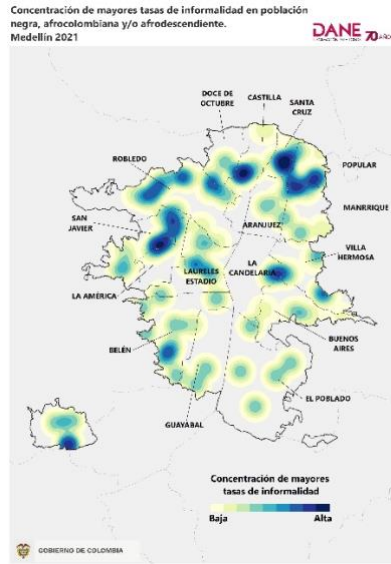 Concentración de mayores tasas de informalidad en población
negra, afrocolombiana y/o afrodescendiente.
Medellín 2021
DANE
70 AÑOS
DOCE DE
OCTUBRE
CASTILLA
SANTA
CRUZ
ROBLEDO
POPULAR
MANRRIQUE
SAN
JAVIER
ARANJUEZ
VILLA
HERMOSA
LAURELES
ESTADIO
LA
CANDELARIA
LA AMÉRICA
BELÉN
BUENOS
AIRES
EL POBLADO
GUAYABAL
Concentración de mayores
tasas de informalidad
Baja
Alta
GOBIERNO DE COLOMBIA